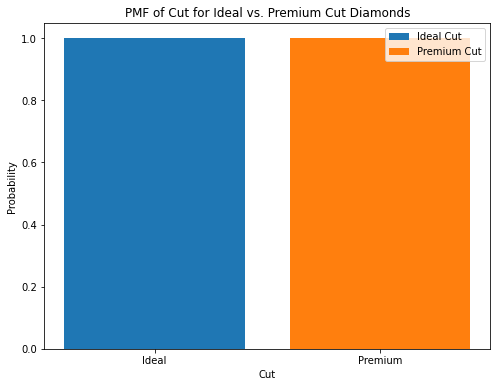 PMF of Cut for Ideal vs. Premium Cut Diamonds
Ideal Cut
Premium Cut
Probability
1.0
0.8
0.6
0.4
0.2
0.0
Ideal
Premium
Cut